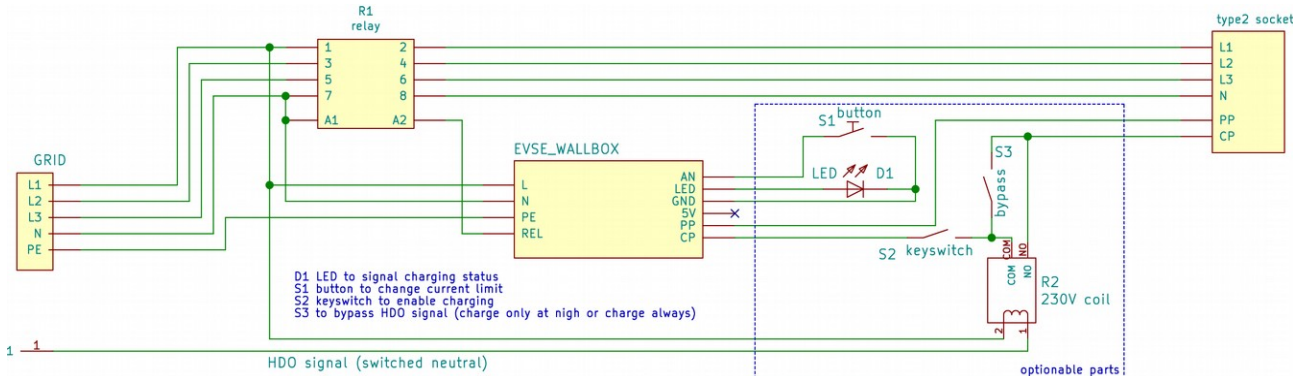 R1
relay
type2 socket
1 2
3 4
5 6
7 8
A1 A2
L1
L2
L3
N
PP
CP
button
S1
GRID
L1
L2
L3
N
PE
EVSE_WALLBOX
L
N
PE
REL
AN
LED
GND
5V
PP
CP
LED D1
S3
bypass
S2 keyswitch
COM NO
COM NO
R2
230V coil
2 1
D1 LED to signal charging status
S1 button to change current limit
S2 keyswitch to enable charging
S3 to bypass HDO signal (charge only at nigh or charge always)
1 1
HDO signal (switched neutral)
optionable parts